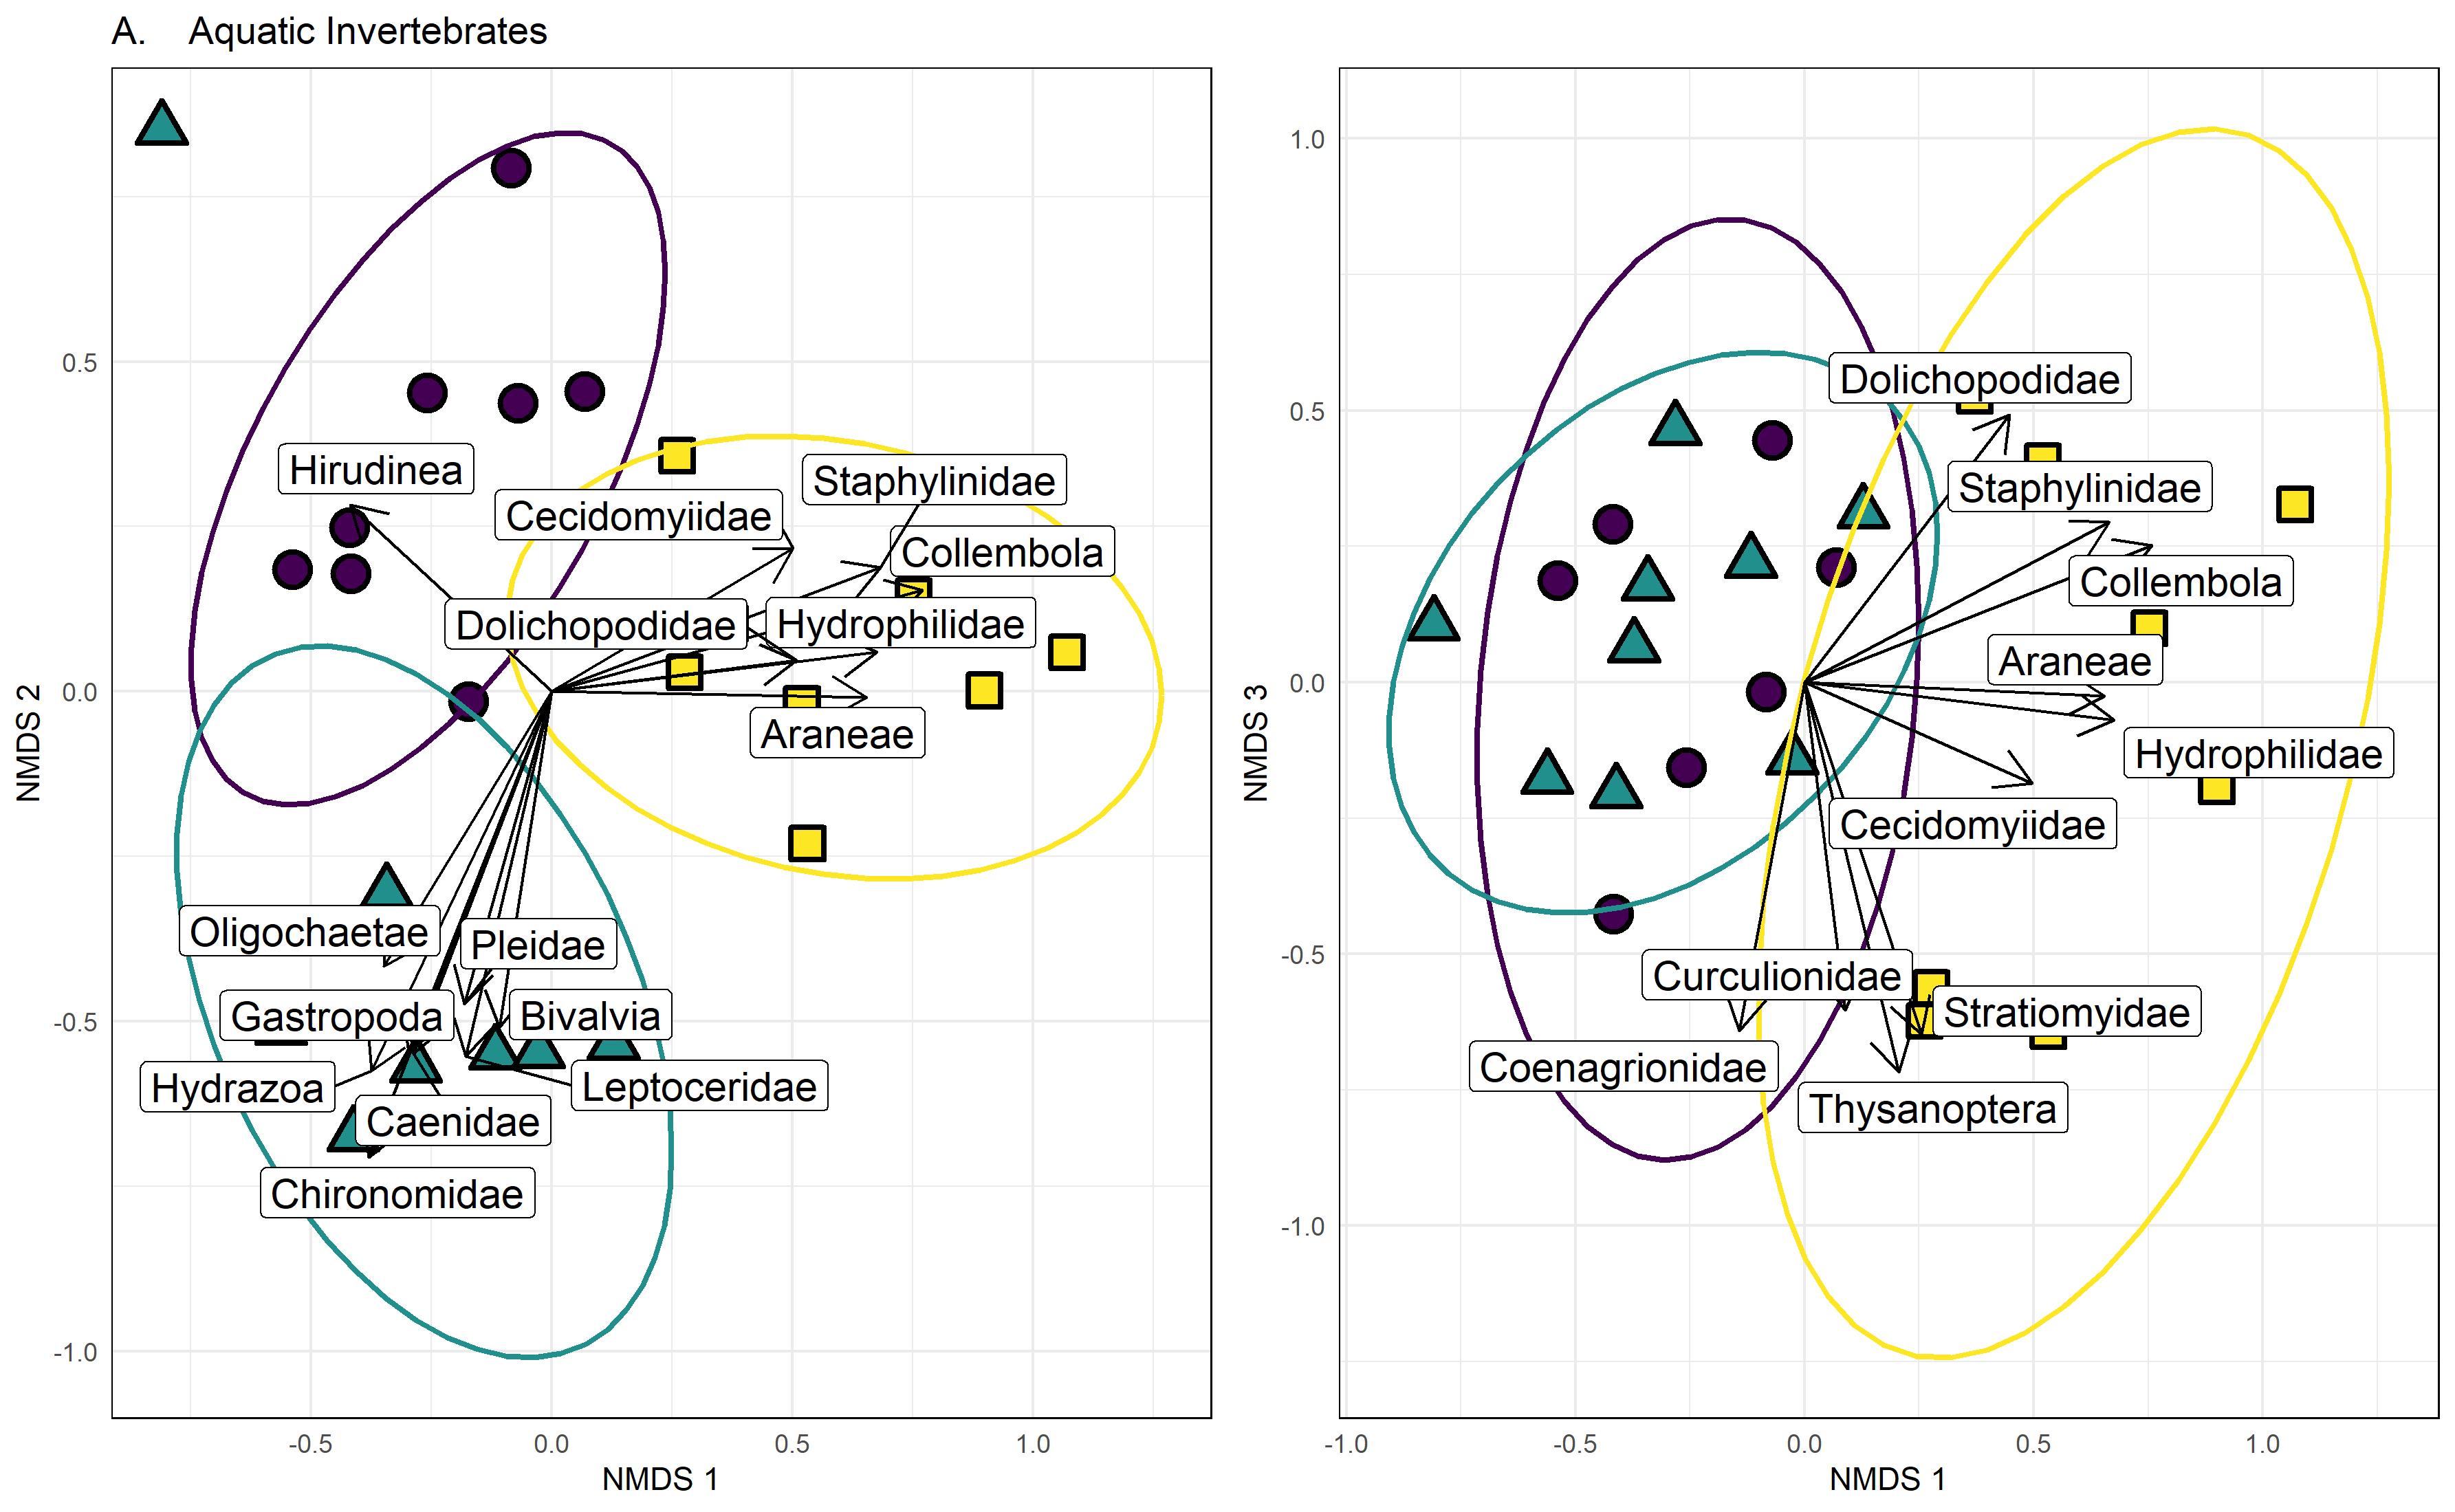 A. Aquatic Invertebrates
NMDS 2
0.5
0.0
-0.5
-1.0
Hirudinea
Staphylinidae
Cecidomyiidae
Collembola
Dolichopodidae
Hydrophilidae
Araneae
Oligochaetae
Pleidae
Gastropoda
Bivalvia
Hydrazoa
Leptoceridae
Caenidae
Chironomidae
-0.5 0.0 0.5 1.0
NMDS 1
NMDS 3
1.0
0.5
0.0
-0.5
-1.0
Dolichopodidae
Staphylinidae
Collembola
Araneae
Hydrophilidae
Cecidomyiidae
Curculionidae
Stratiomyidae
Coenagrionidae
Thysanoptera
-1.0 -0.5 0.0 0.5 1.0
NMDS 1